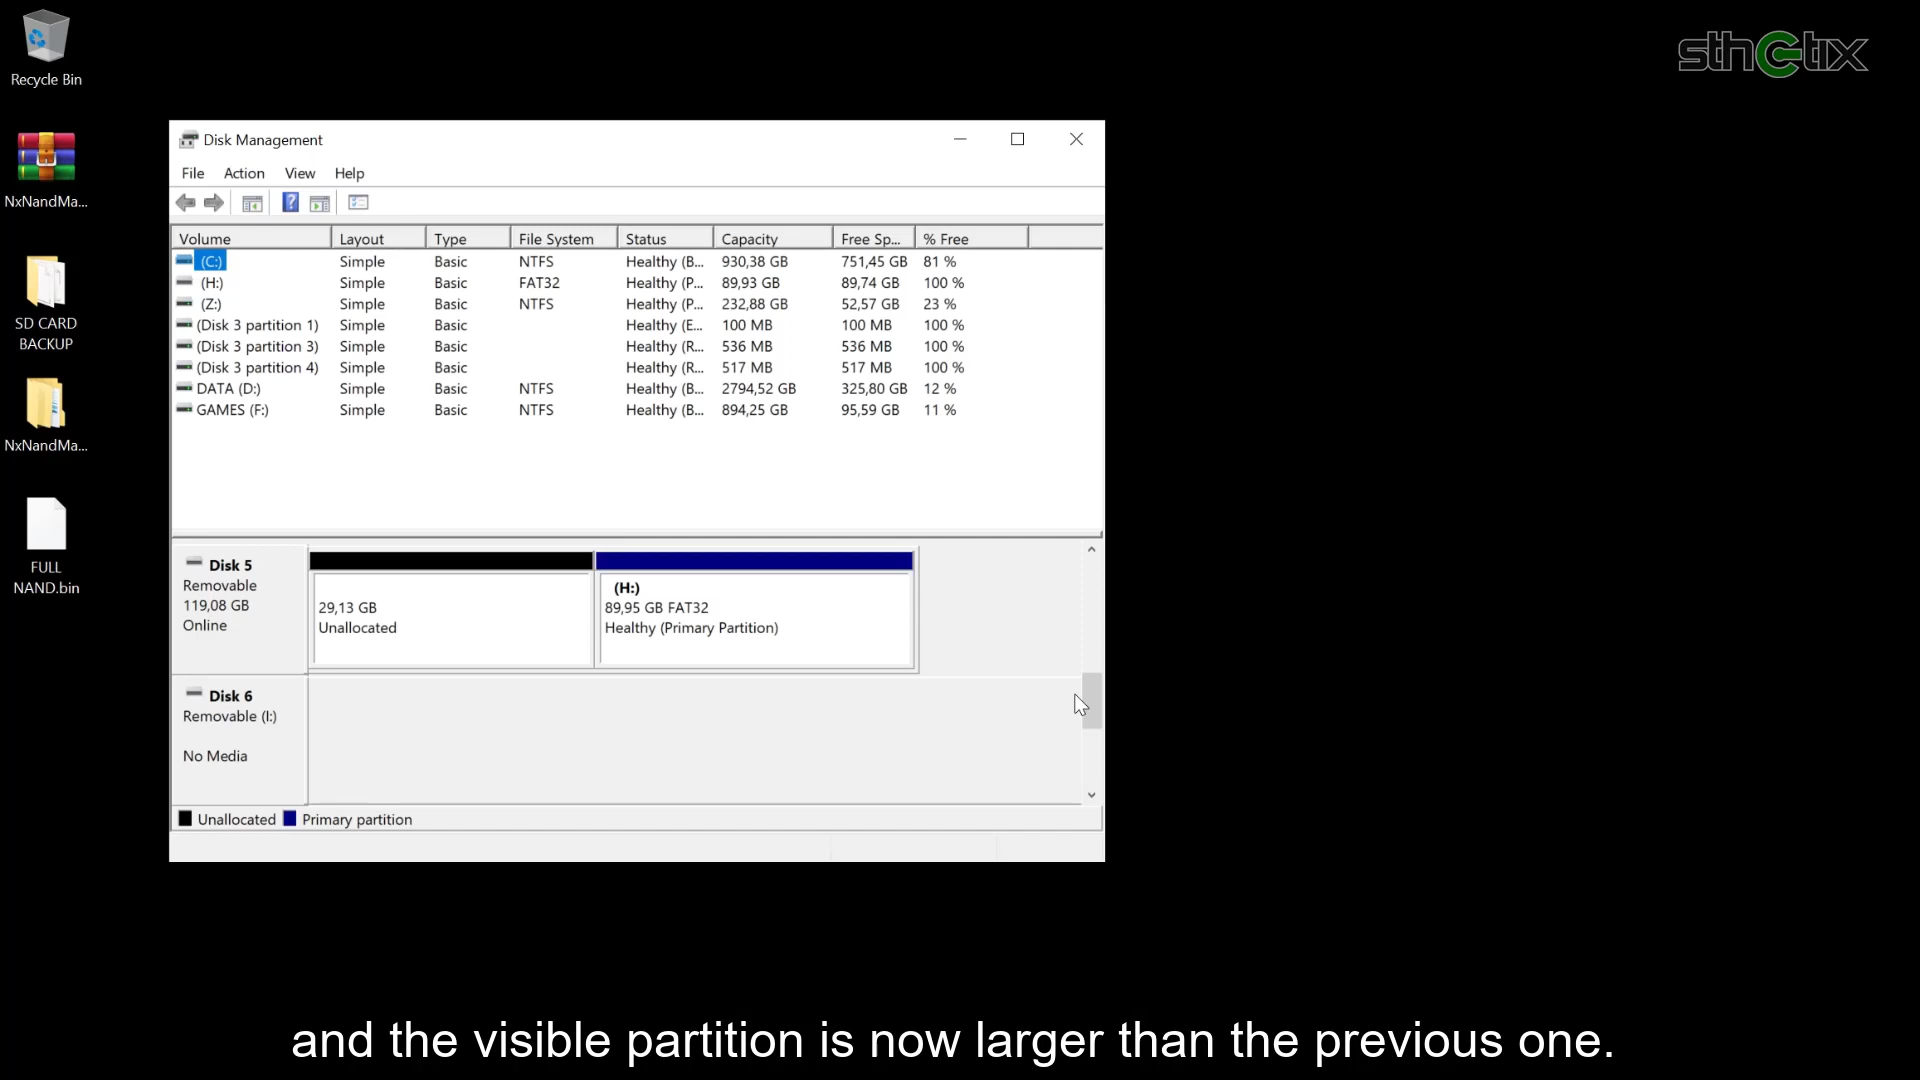 Recycle Bin
sthetix
NxNandMa...
SD CARD
BACKUP
NxNandMa...
FULL
NAND.bin
Disk Management
File Action View Help
Volume Layout Type File System Status Capacity Free Sp... % Free
(C:) Simple Basic NTFS Healthy (B... 930,38 GB 751,45 GB 81 %
(H:) Simple Basic FAT32 Healthy (P... 89,93 GB 89,74 GB 100 %
(Z:) Simple Basic NTFS Healthy (P... 232,88 GB 52,57 GB 23 %
(Disk 3 partition 1) Simple Basic Healthy (E... 100 MB 100 MB 100 %
(Disk 3 partition 3) Simple Basic Healthy (R... 536 MB 536 MB 100 %
(Disk 3 partition 4) Simple Basic Healthy (R... 517 MB 517 MB 100 %
DATA (D:) Simple Basic NTFS Healthy (B... 2794,52 GB 325,80 GB 12 %
GAMES (F:) Simple Basic NTFS Healthy (B... 894,25 GB 95,59 GB 11 %
Disk 5
Removable
119,08 GB
Online
29,13 GB
Unallocated
(H:)
89,95 GB FAT32
Healthy (Primary Partition)
Disk 6
Removable (I:)
No Media
Unallocated Primary partition
and the visible partition is now larger than the previous one.